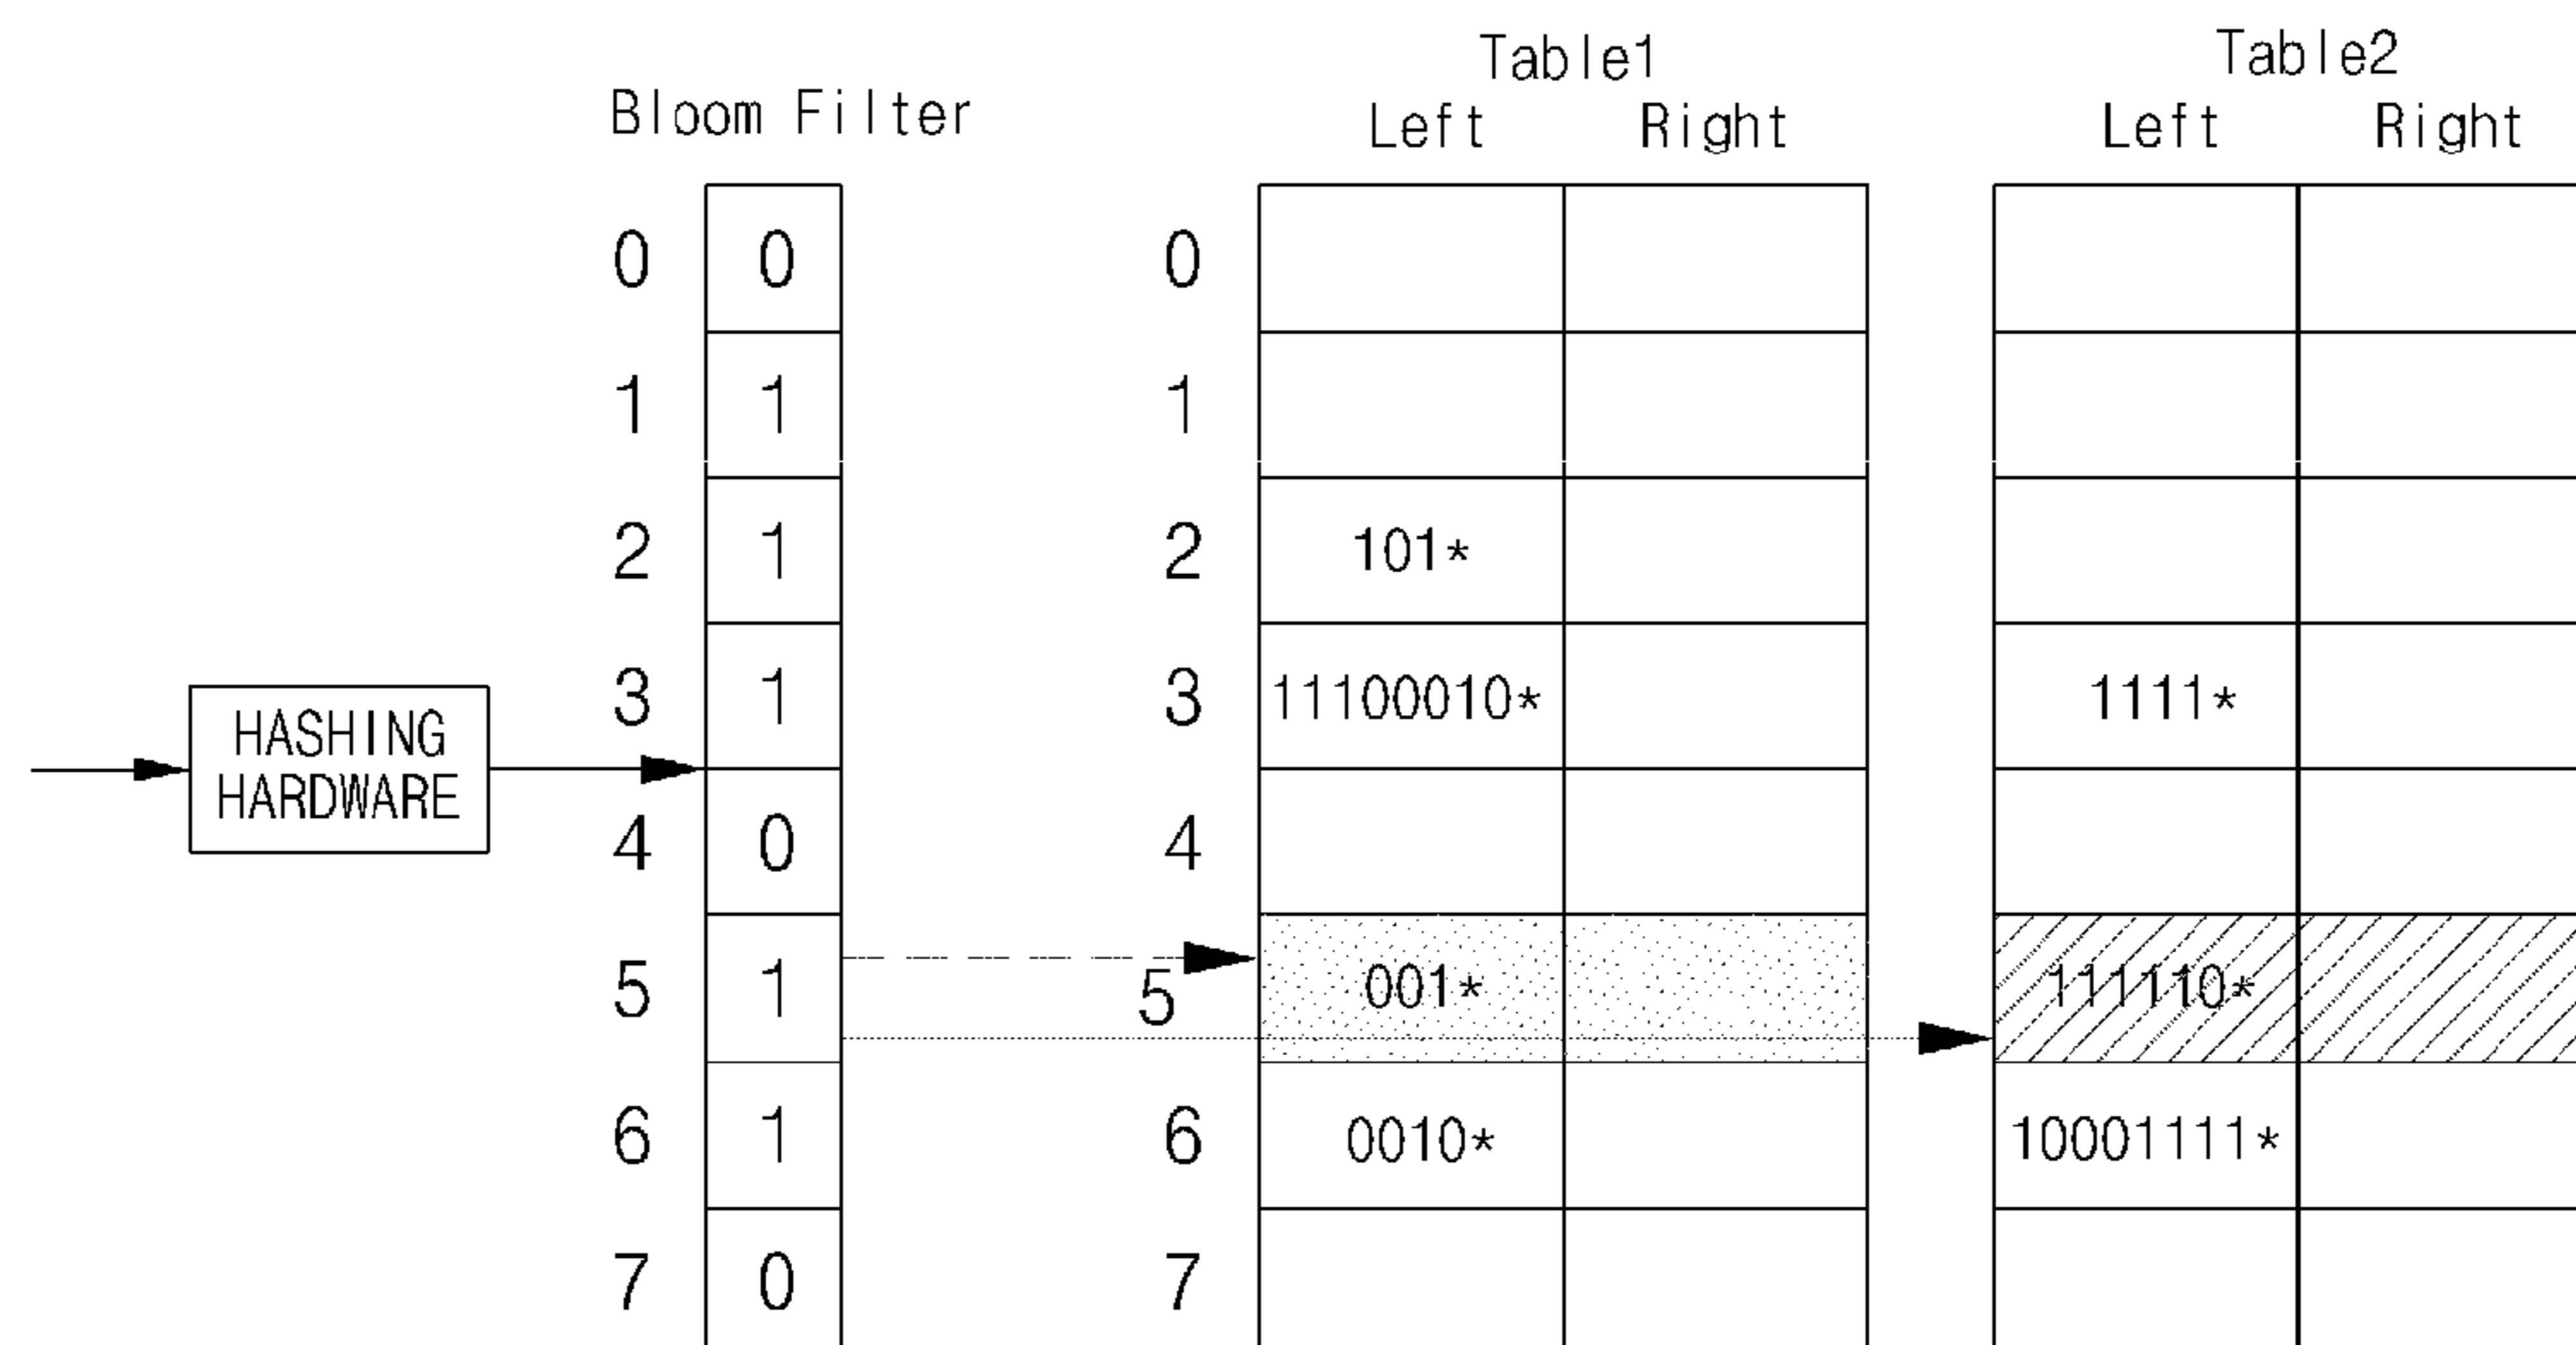 Table1 Table2
Bloom Filter Left Right Left Right
0 0 0
1 1 1
2 1 2 101*
3 1 3 11100010* 1111*
HASHING
HARDWARE
4 0 4
5 1 5 001* 111110*
6 1 6 0010* 10001111*
7 0 7